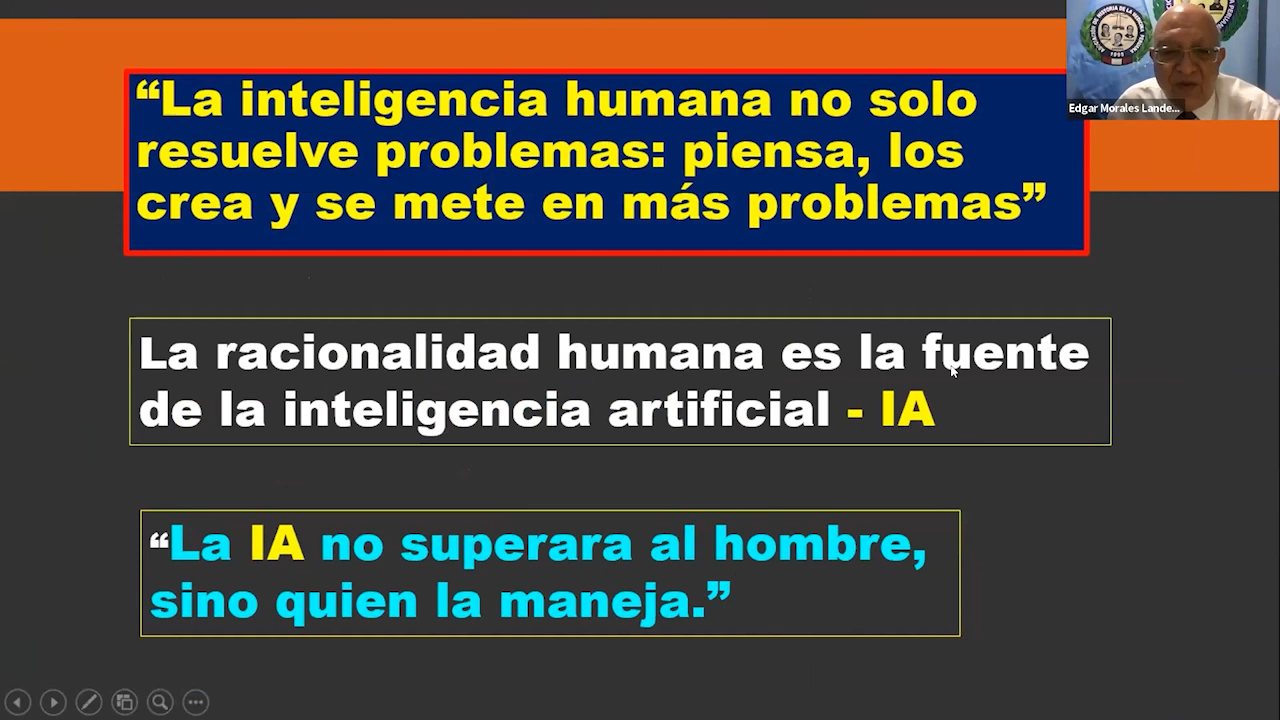 “La inteligencia humana no solo
resuelve problemas: piensa, los
crea y se mete en más problemas”
Edgar Morales Lande...
La racionalidad humana es la fuente
de la inteligencia artificial - IA
“La IA no superara al hombre,
sino quien la maneja.”